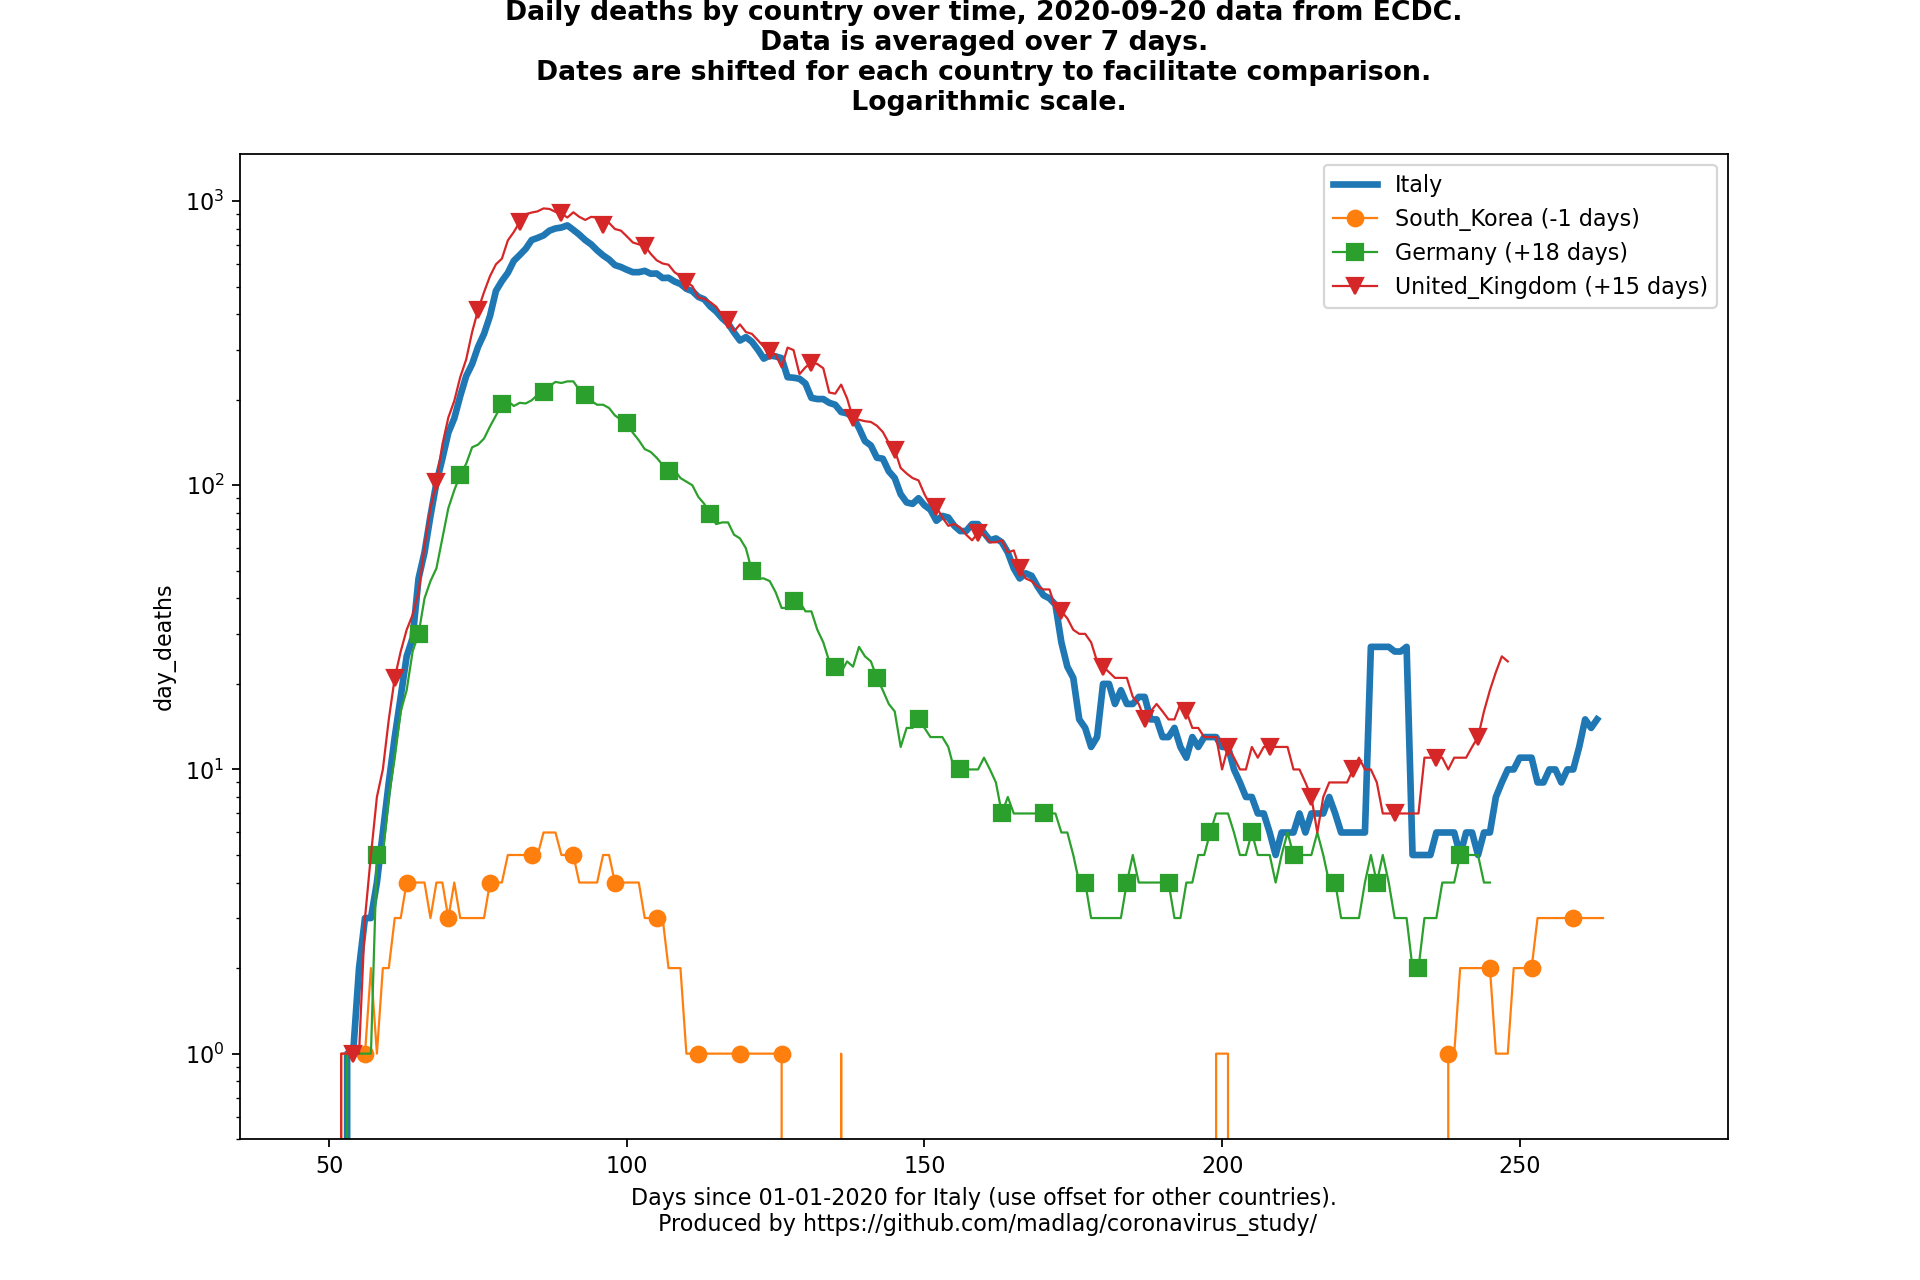 Daily deaths by country over time, 2020-09-20 data from ECDC.
Data is averaged over 7 days.
Dates are shifted for each country to facilitate comparison.
Logarithmic scale.
Italy
South_Korea (-1 days)
Germany (+18 days)
United_Kingdom (+15 days)
10³
10²
10¹
10⁰
day_deaths
50 100 150 200 250
Days since 01-01-2020 for Italy (use offset for other countries).
Produced by https://github.com/madlag/coronavirus_study/